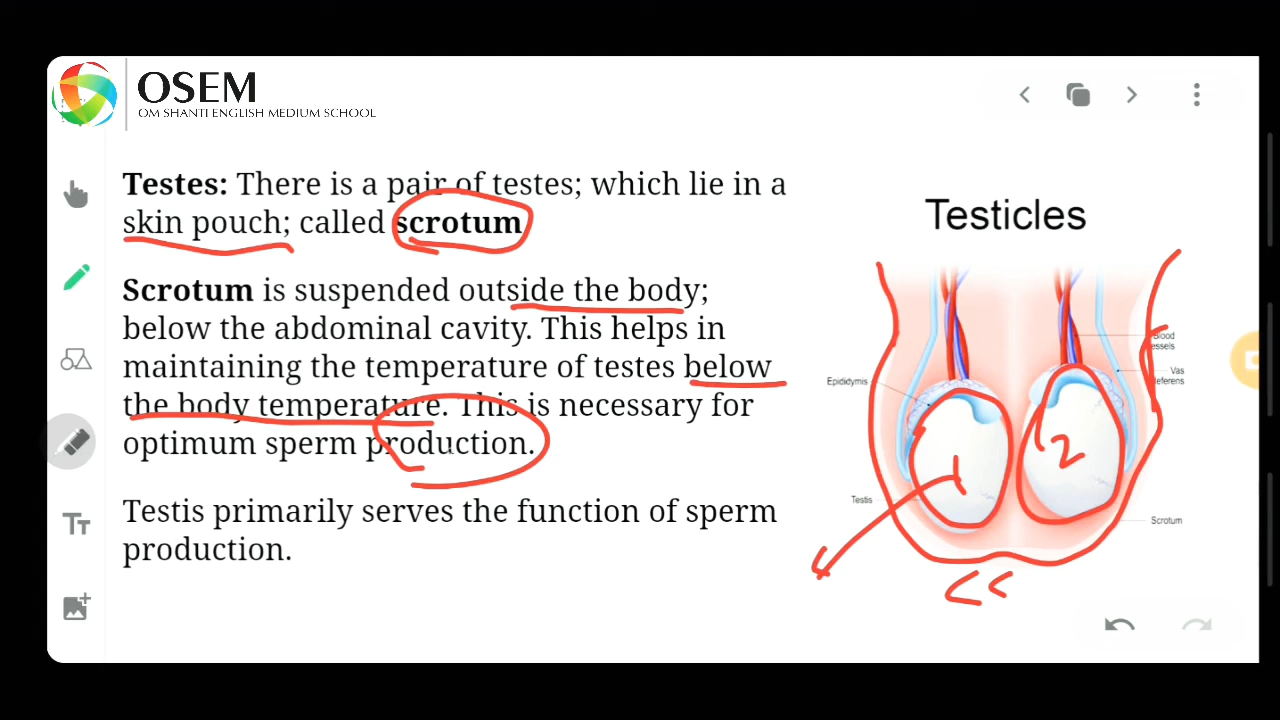 OSEM
OM SHANTI ENGLISH MEDIUM SCHOOL
Testes: There is a pair of testes; which lie in a
skin pouch; called scrotum
Scrotum is suspended outside the body;
below the abdominal cavity. This helps in
maintaining the temperature of testes below
the body temperature. This is necessary for
optimum sperm production.
Testis primarily serves the function of sperm
production.
Testicles
Blood
essels
Vas
deferens
Epididymis
1
2
Testis
Scrotum
<<
TT